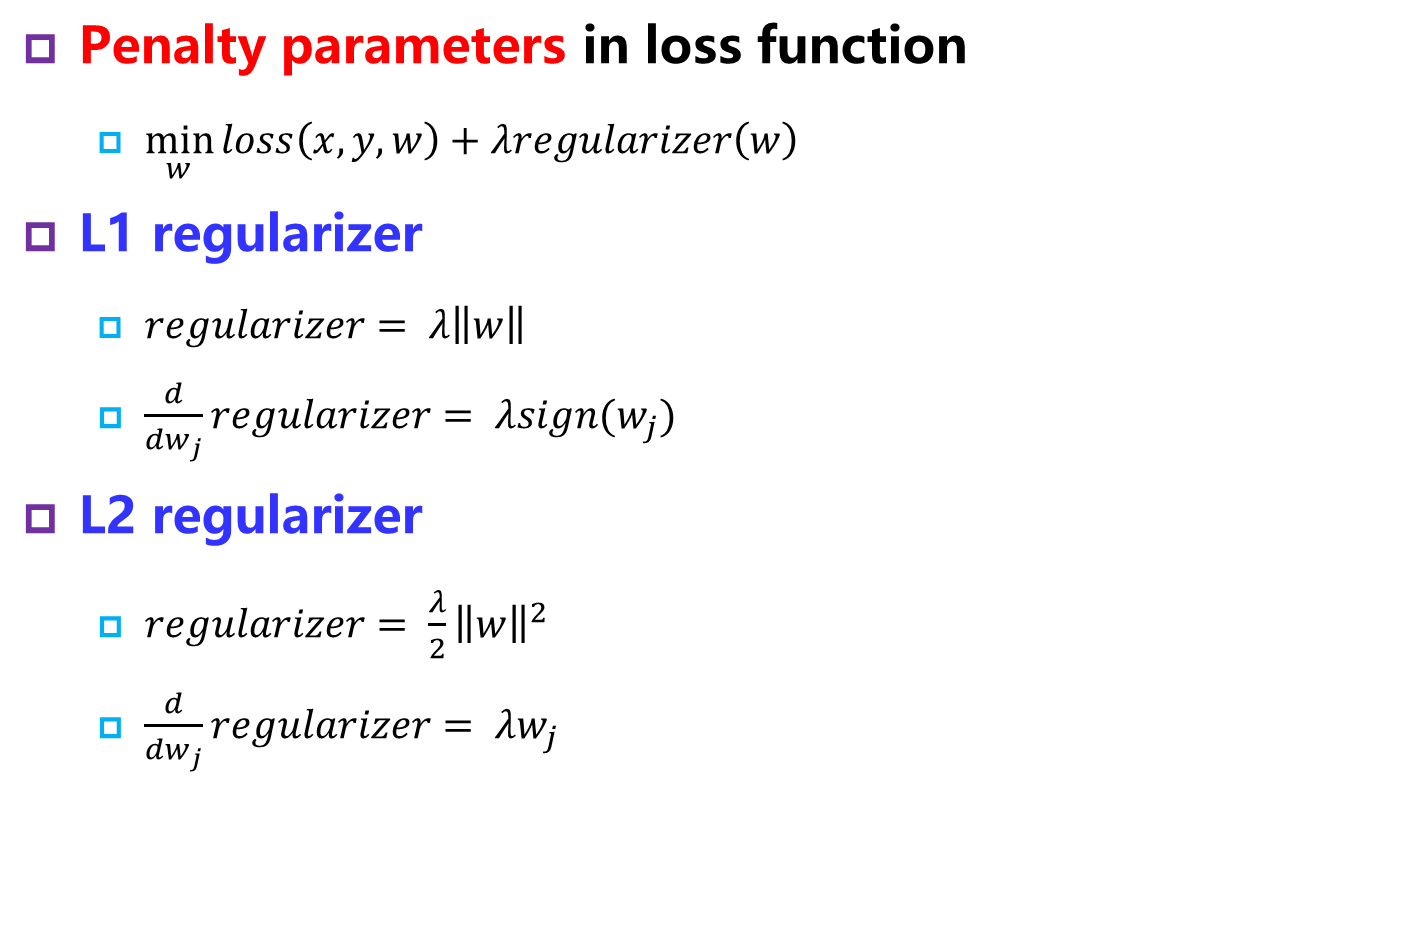 Penalty parameters in loss function
min_w loss(x, y, w) + λregularizer(w)
L1 regularizer
regularizer = λ‖w‖
d/dw_j regularizer = λsign(w_j)
L2 regularizer
regularizer = λ/2 ‖w‖²
d/dw_j regularizer = λw_j